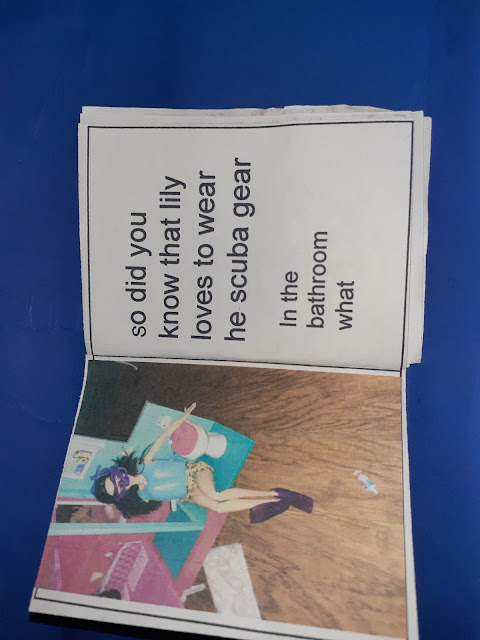 so did you
know that lily
loves to wear
he scuba gear
In the
bathroom
what